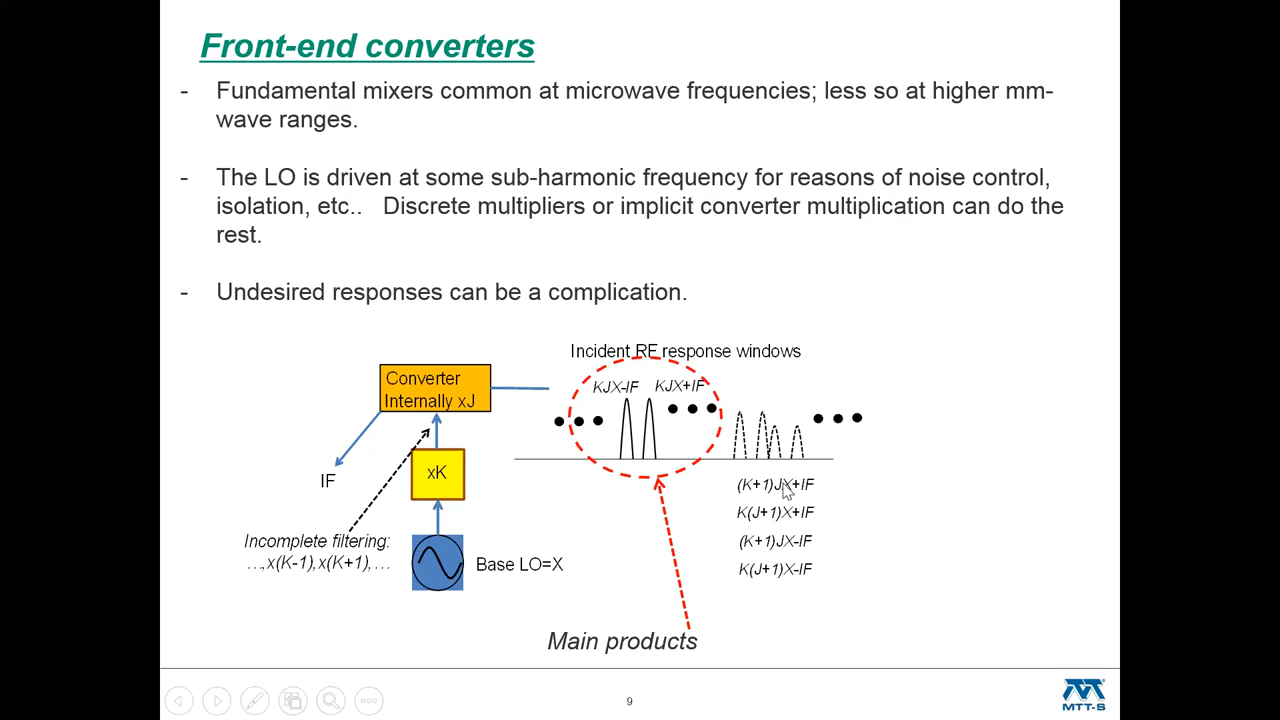 Front-end converters
- Fundamental mixers common at microwave frequencies; less so at higher mm-
wave ranges.
- The LO is driven at some sub-harmonic frequency for reasons of noise control,
isolation, etc.. Discrete multipliers or implicit converter multiplication can do the
rest.
- Undesired responses can be a complication.
Incident RF response windows
Converter
Internally xJ
KJX-IF KJX+IF
IF
xK
(K+1)JX+IF
K(J+1)X+IF
(K+1)JX-IF
K(J+1)X-IF
Incomplete filtering:
…,x(K-1),x(K+1),…
Base LO=X
Main products
9
MTT-S